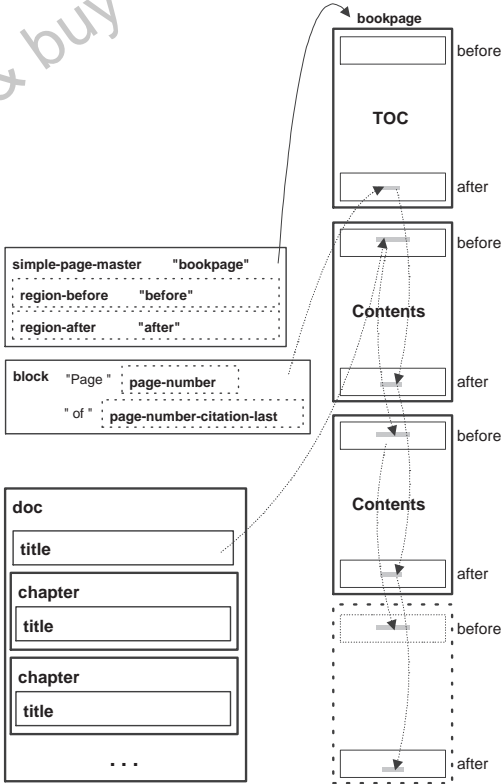 & buy
bookpage
before
TOC
after
before
Contents
after
before
Contents
after
before
after
simple-page-master "bookpage"
region-before "before"
region-after "after"
block "Page " page-number
" of " page-number-citation-last
doc
title
chapter
title
chapter
title
. . .